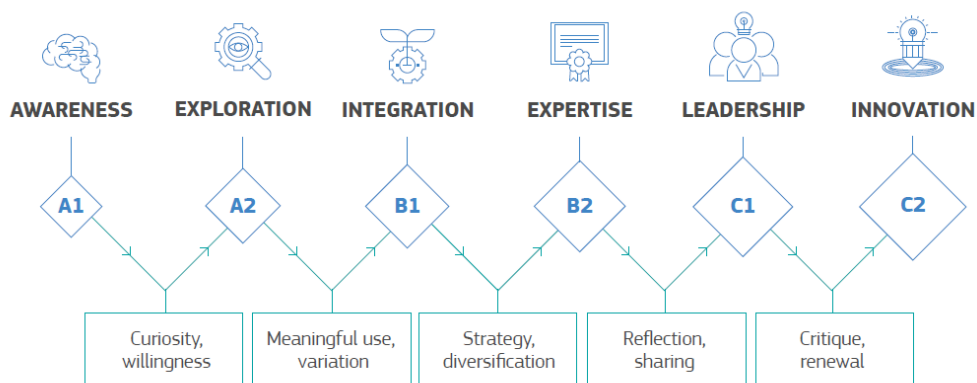 AWARENESS
EXPLORATION
INTEGRATION
EXPERTISE
LEADERSHIP
INNOVATION
A1
A2
B1
B2
C1
C2
Curiosity,
willingness
Meaningful use,
variation
Strategy,
diversification
Reflection,
sharing
Critique,
renewal